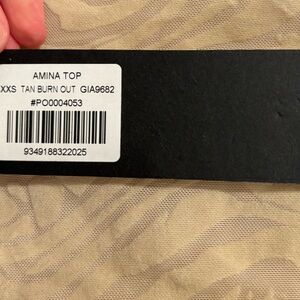 AMINA TOP
XXS TAN BURN OUT GIA9682
#PO0004053
9349188322025